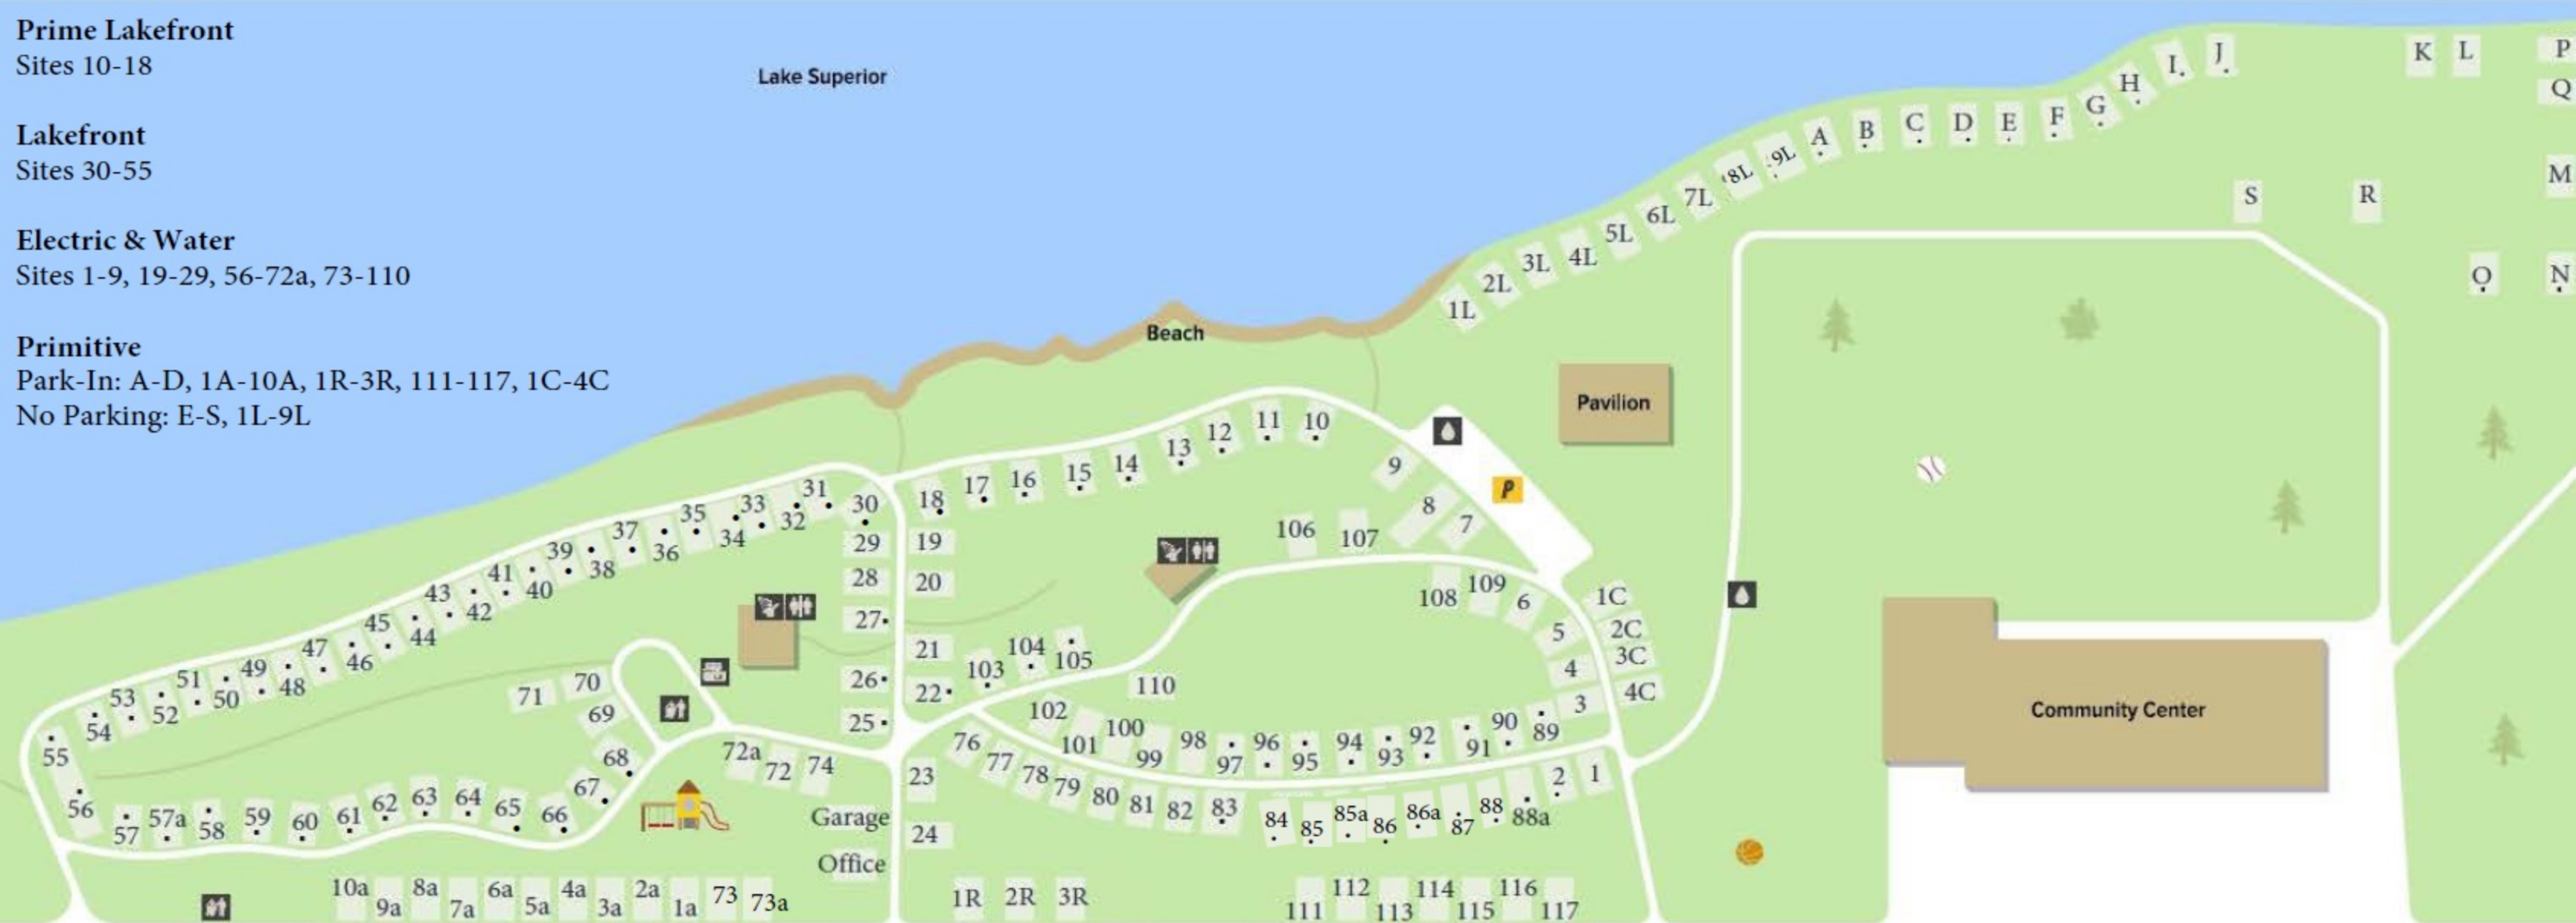 Prime Lakefront
Sites 10-18
Lakefront
Sites 30-55
Electric & Water
Sites 1-9, 19-29, 56-72a, 73-110
Primitive
Park-In: A-D, 1A-10A, 1R-3R, 111-117, 1C-4C
No Parking: E-S, 1L-9L
Lake Superior
Beach
Pavilion
Community Center
Garage
Office
P
1L 2L 3L 4L 5L 6L 7L 8L 9L A B C D E F G H I J K L P
Q
M
S R
O N
18 17 16 15 14 13 12 11 10
9
8
7
55 54 53 52 51 50 49 48 47 46 45 44 43 42 41 40 39 38 37 36 35 34 33 32 31 30
29 19
28 20
27
21
26 22
25
106 107
108 109 6 1C
5 2C
4 3C
3 4C
103 104 105
110
71 70
69
68
67
72a 72 74
56 57 57a 58 59 60 61 62 63 64 65 66
102 101 100 99 98 97 96 95 94 93 92 91 90 89
76 77 78 79 80 81 82 83 84 85 85a 86 86a 87 88 88a 2 1
23
24
10a 9a 8a 7a 6a 5a 4a 3a 2a 1a 73 73a
1R 2R 3R
111 112 113 114 115 116 117